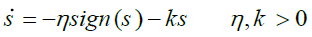 ṡ = −ηsign(s)−ks  η,k > 0